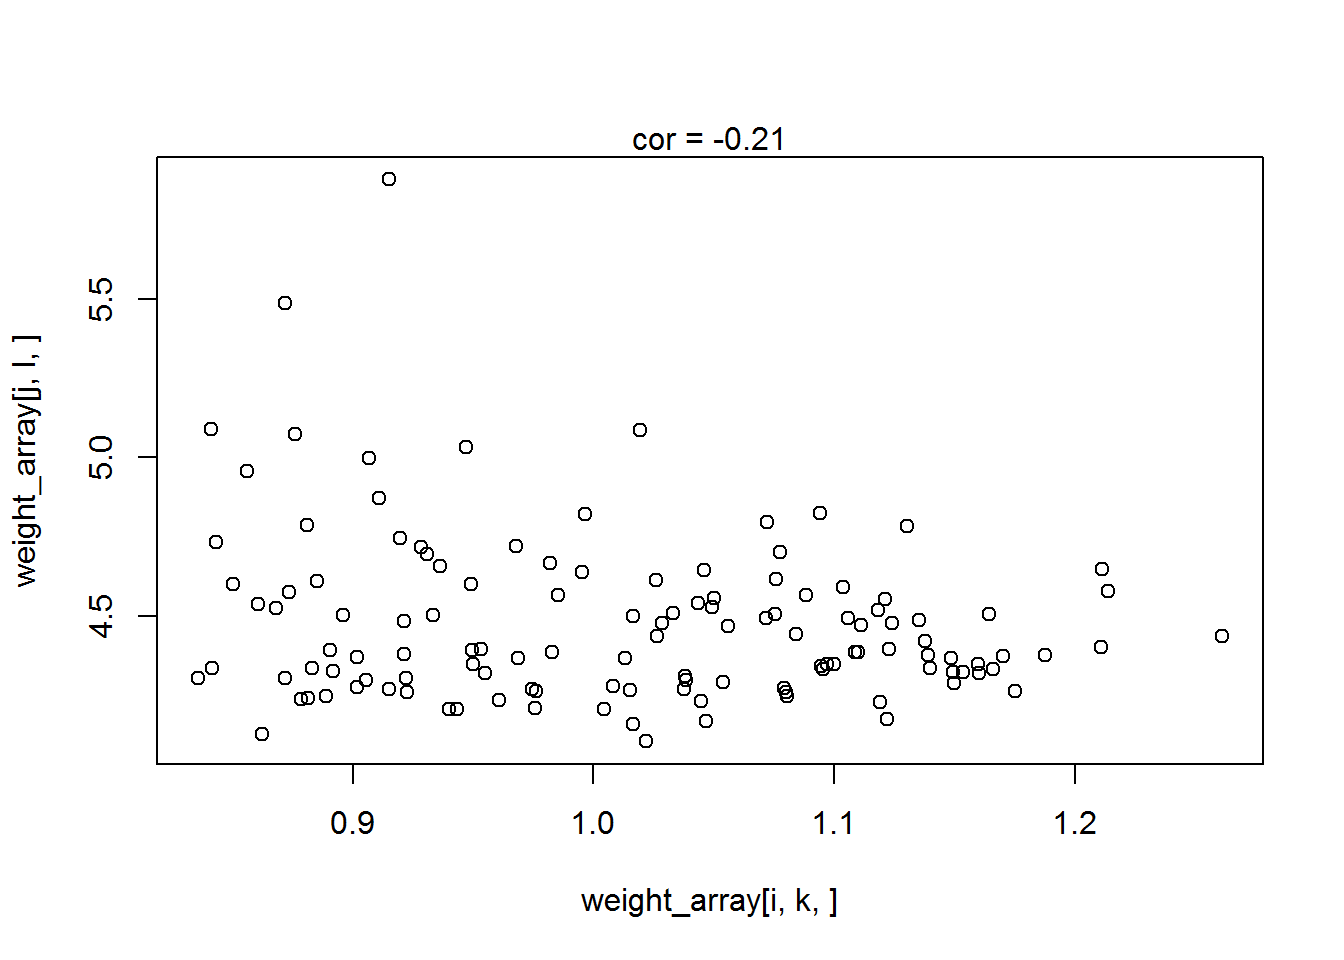 cor = -0.21
weight_array[j, l, ]
5.5
5.0
4.5
0.9 1.0 1.1 1.2
weight_array[i, k, ]